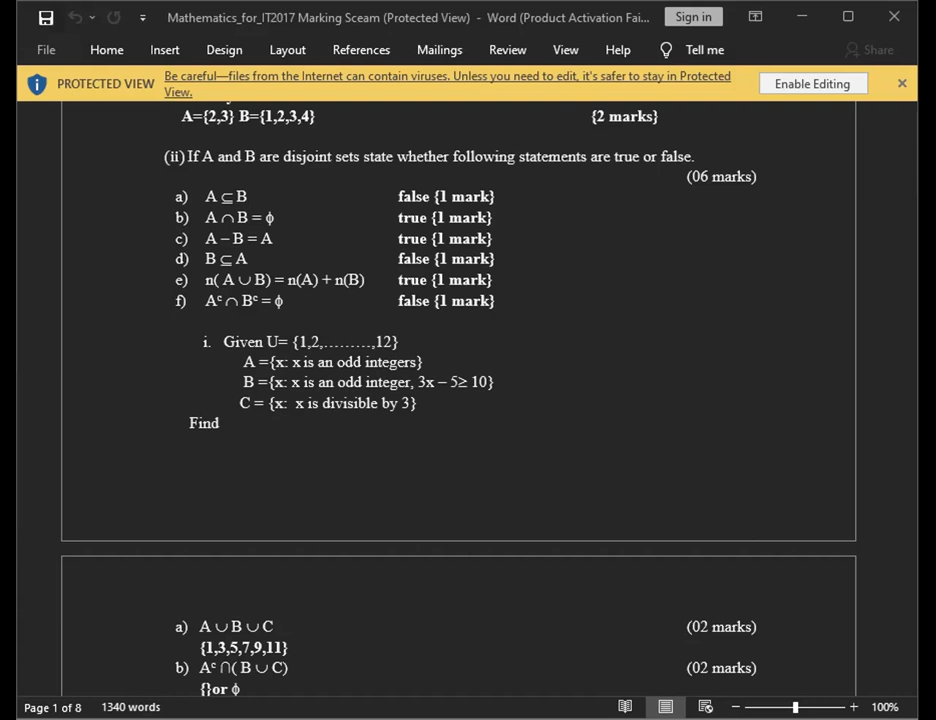 Mathematics_for_IT2017 Marking Sceam (Protected View) - Word (Product Activation Fai...
Sign in
File Home Insert Design Layout References Mailings Review View Help Tell me Share
PROTECTED VIEW Be careful—files from the Internet can contain viruses. Unless you need to edit, it's safer to stay in Protected
View.
Enable Editing
A={2,3} B={1,2,3,4} {2 marks}
(ii) If A and B are disjoint sets state whether following statements are true or false.
(06 marks)
a) A ⊆ B false {1 mark}
b) A ∩ B = ϕ true {1 mark}
c) A – B = A true {1 mark}
d) B ⊆ A false {1 mark}
e) n( A ∪ B) = n(A) + n(B) true {1 mark}
f) Aᶜ ∩ Bᶜ = ϕ false {1 mark}
i. Given U= {1,2,………,12}
A ={x: x is an odd integers}
B ={x: x is an odd integer, 3x – 5≥ 10}
C = {x: x is divisible by 3}
Find
a) A ∪ B ∪ C (02 marks)
{1,3,5,7,9,11}
b) Aᶜ ∩( B ∪ C) (02 marks)
{}or ϕ
Page 1 of 8 1340 words 100%